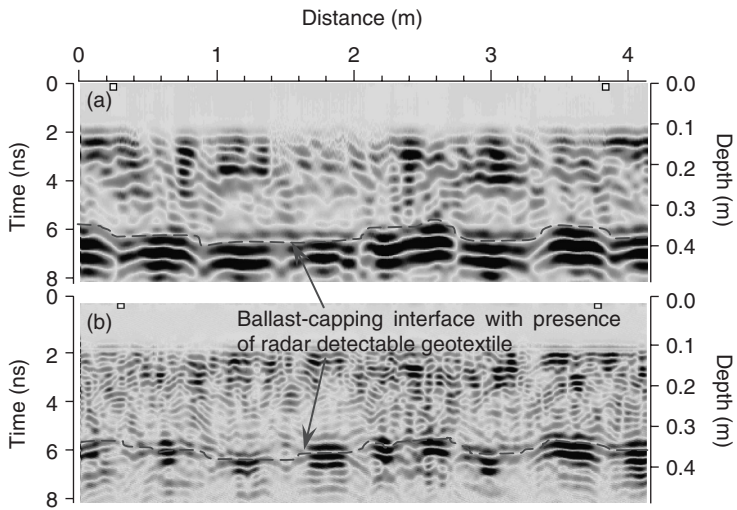 Distance (m)
0 1 2 3 4
(a)
Time (ns)
0
2
4
6
8
0.0
0.1
0.2
0.3
0.4
Depth (m)
(b)
Ballast-capping interface with presence
of radar detectable geotextile
Time (ns)
0
2
4
6
8
0.0
0.1
0.2
0.3
0.4
Depth (m)